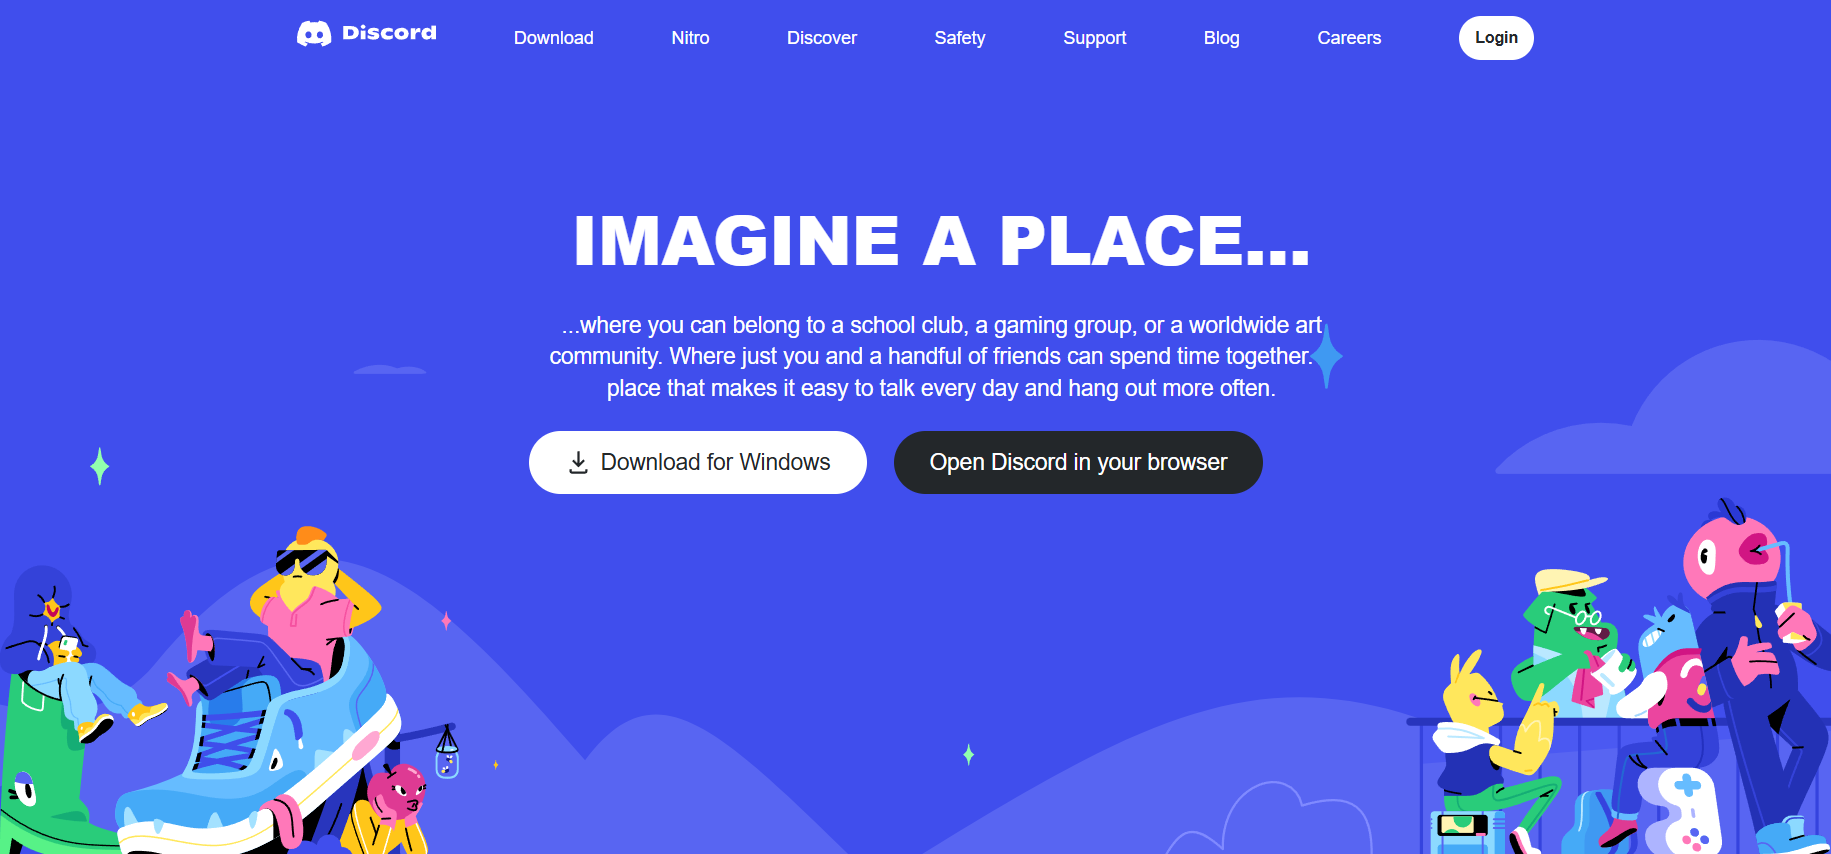 Discord
Download
Nitro
Discover
Safety
Support
Blog
Careers
Login
IMAGINE A PLACE...
...where you can belong to a school club, a gaming group, or a worldwide art
community. Where just you and a handful of friends can spend time together.
place that makes it easy to talk every day and hang out more often.
Download for Windows
Open Discord in your browser